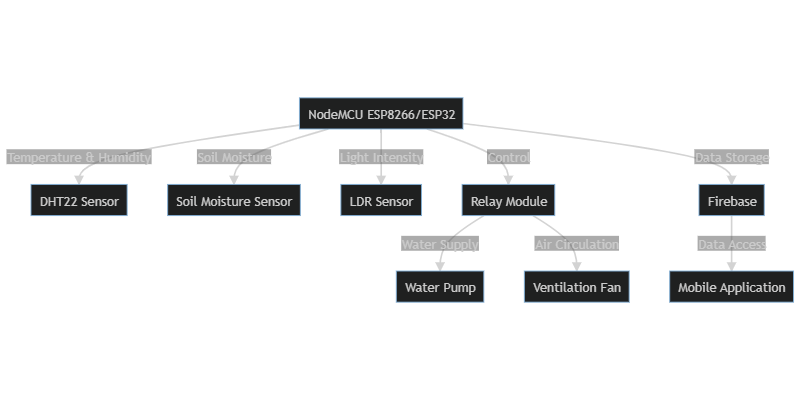 NodeMCU ESP8266/ESP32
Temperature & Humidity
Soil Moisture
Light Intensity
Control
Data Storage
DHT22 Sensor
Soil Moisture Sensor
LDR Sensor
Relay Module
Firebase
Water Supply
Air Circulation
Data Access
Water Pump
Ventilation Fan
Mobile Application